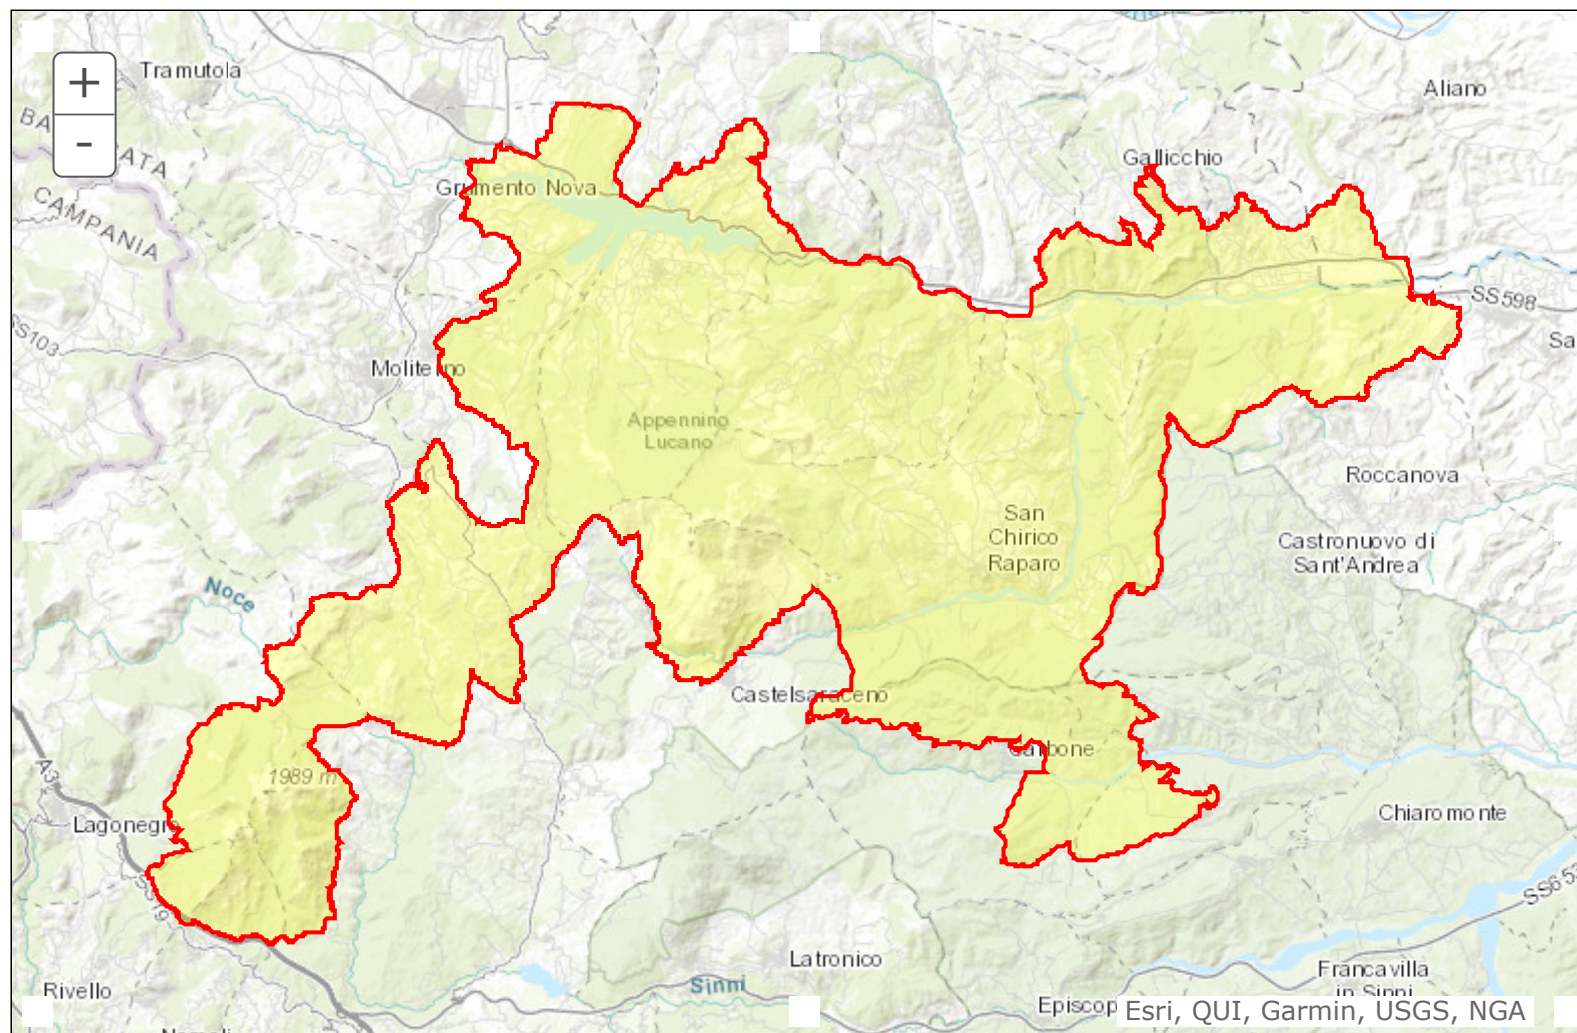 +
-
Tramutola
Aliano
BA
CATA
CAMPANIA
Gallicchio
Grumento Nova
SS598
Sa
SS103
Moliterno
Appennino
Lucano
Roccanova
San
Chirico
Raparo
Castronuovo di
Sant'Andrea
Noce
Castelsaraceno
Carbone
1989 m
A3
Lagonegro
Chiaromonte
SS19
SS653
Latronico
Sinni
Francavilla
in Sinni
Rivello
Episcop
Esri, QUI, Garmin, USGS, NGA